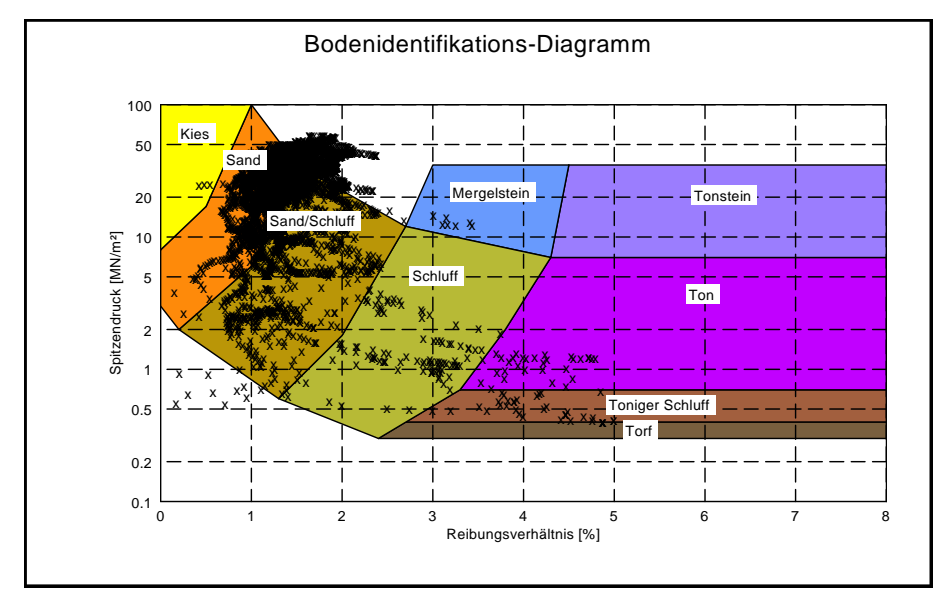 Bodenidentifikations-Diagramm
100
50
20
10
5
2
1
0.5
0.2
0.1
Spitzendruck [MN/m²]
Kies
Sand
Sand/Schluff
Mergelstein
Tonstein
Schluff
Ton
Toniger Schluff
Torf
0 1 2 3 4 5 6 7 8
Reibungsverhältnis [%]